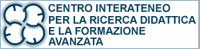 CENTRO INTERATENEO
PER LA RICERCA DIDATTICA
E LA FORMAZIONE
AVANZATA